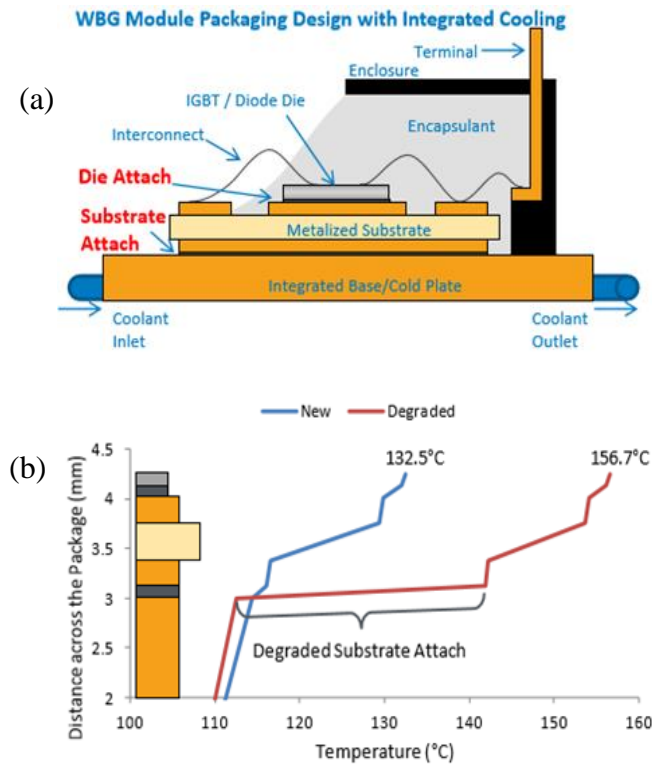 WBG Module Packaging Design with Integrated Cooling
Terminal
Enclosure
(a)
IGBT / Diode Die
Encapsulant
Interconnect
Die Attach
Substrate
Attach
Metalized Substrate
Integrated Base/Cold Plate
Coolant
Inlet
Coolant
Outlet
New
Degraded
(b)
4.5
4
3.5
3
2.5
2
Distance across the Package (mm)
132.5°C
156.7°C
Degraded Substrate Attach
100
110
120
130
140
150
160
Temperature (°C)